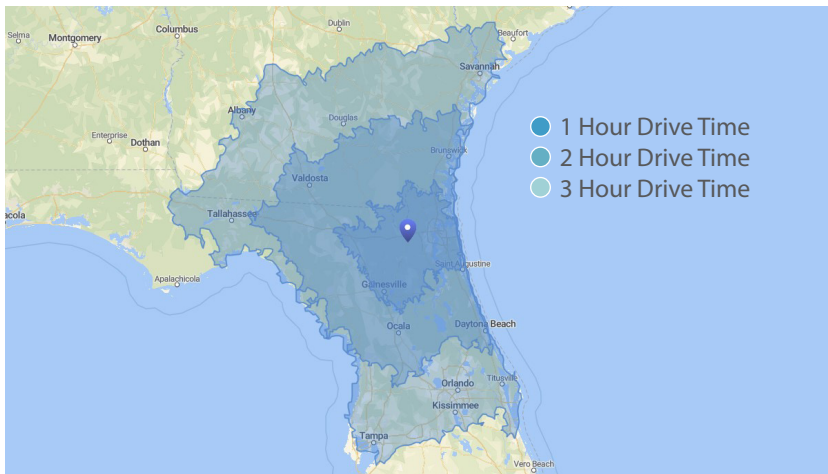 Dublin
Columbus
Selma
Montgomery
Beaufort
Savannah
Albany
Douglas
Enterprise
Dothan
Brunswick
Valdosta
Tallahassee
acola
Saint Augustine
Apalachicola
Gainesville
Ocala
Daytona Beach
Orlando
Titusville
Kissimmee
Tampa
Vero Beach
1 Hour Drive Time
2 Hour Drive Time
3 Hour Drive Time